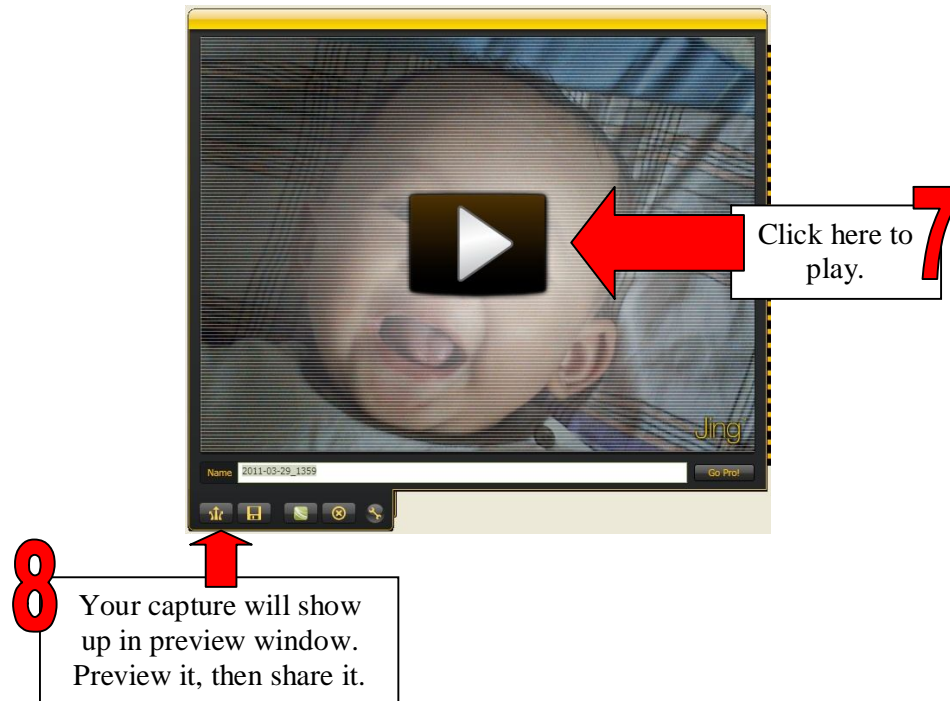 Click here to
play.
7
Jing
Name 2011-03-29_1359 Go Pro!
8
Your capture will show
up in preview window.
Preview it, then share it.